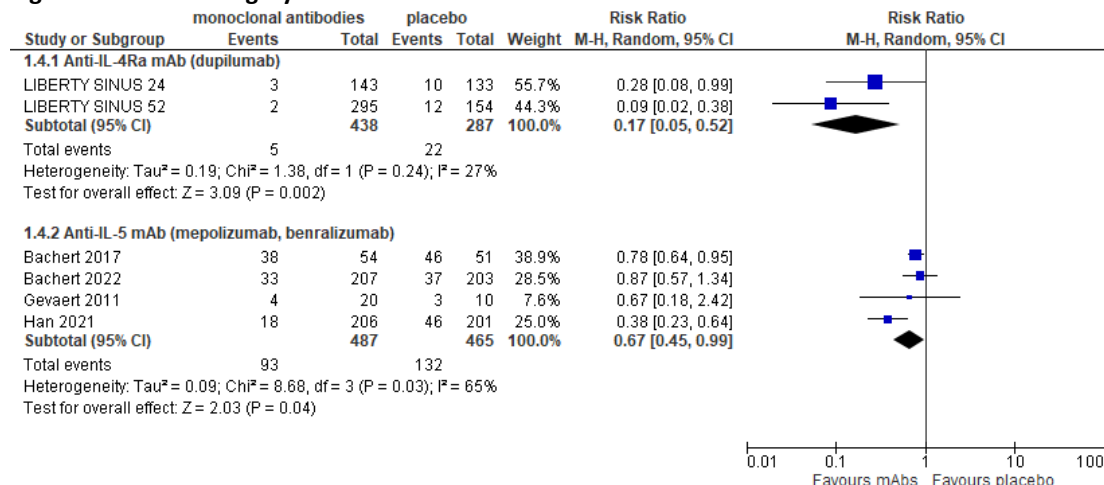 monoclonal antibodies placebo Risk Ratio Risk Ratio
Study or Subgroup Events Total Events Total Weight M-H, Random, 95% CI M-H, Random, 95% CI
1.4.1 Anti-IL-4Ra mAb (dupilumab)
LIBERTY SINUS 24 3 143 10 133 55.7% 0.28 [0.08, 0.99]
LIBERTY SINUS 52 2 295 12 154 44.3% 0.09 [0.02, 0.38]
Subtotal (95% CI) 438 287 100.0% 0.17 [0.05, 0.52]
Total events 5 22
Heterogeneity: Tau² = 0.19; Chi² = 1.38, df = 1 (P = 0.24); I² = 27%
Test for overall effect: Z = 3.09 (P = 0.002)
1.4.2 Anti-IL-5 mAb (mepolizumab, benralizumab)
Bachert 2017 38 54 46 51 38.9% 0.78 [0.64, 0.95]
Bachert 2022 33 207 37 203 28.5% 0.87 [0.57, 1.34]
Gevaert 2011 4 20 3 10 7.6% 0.67 [0.18, 2.42]
Han 2021 18 206 46 201 25.0% 0.38 [0.23, 0.64]
Subtotal (95% CI) 487 465 100.0% 0.67 [0.45, 0.99]
Total events 93 132
Heterogeneity: Tau² = 0.09; Chi² = 8.68, df = 3 (P = 0.03); I² = 65%
Test for overall effect: Z = 2.03 (P = 0.04)
0.01 0.1 1 10 100
Favours mAbs Favours placebo